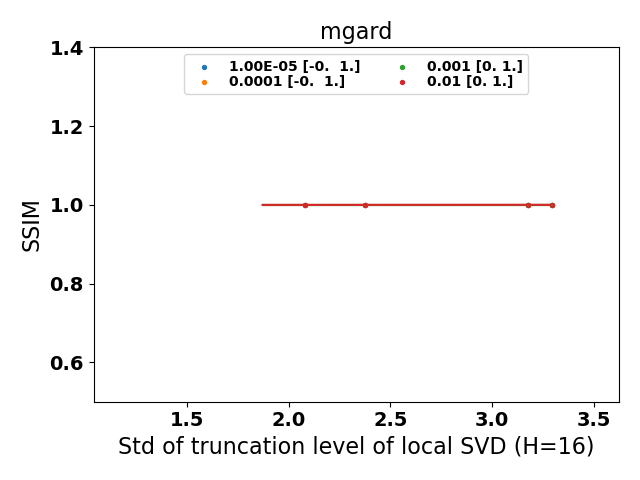 mgard
1.00E-05 [-0.  1.]
0.0001 [-0.  1.]
0.001 [0. 1.]
0.01 [0. 1.]
SSIM
1.4
1.2
1.0
0.8
0.6
1.5 2.0 2.5 3.0 3.5
Std of truncation level of local SVD (H=16)